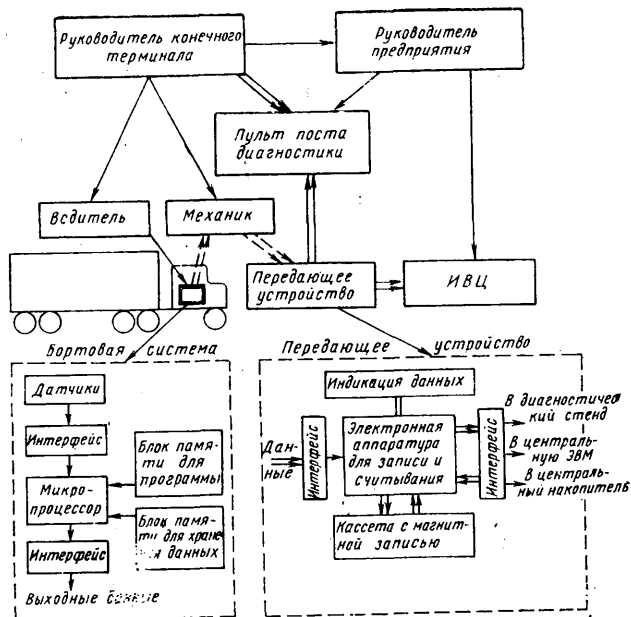 Руководитель конечного
терминала
Руководитель
предприятия
Пульт поста
диагностики
Всдитель
Механик
Передающее
устройство
ИВЦ
Бортовая система
Датчики
Интерфейс
Микро-
процессор
Интерфейс
Блок памя-
ти для
программы
Блок памя-
ти для хране
ия данных
Выходные данные
Передающее устройство
Индикация данных
Дан-
ные
Интерфейс
Электронная
аппаратура
для записи и
считывания
Интерфейс
Кассета с магнит-
ной записью
В диагностичес
кий стенд
В централь-
ную ЭВМ
В централь-
ный накопитель